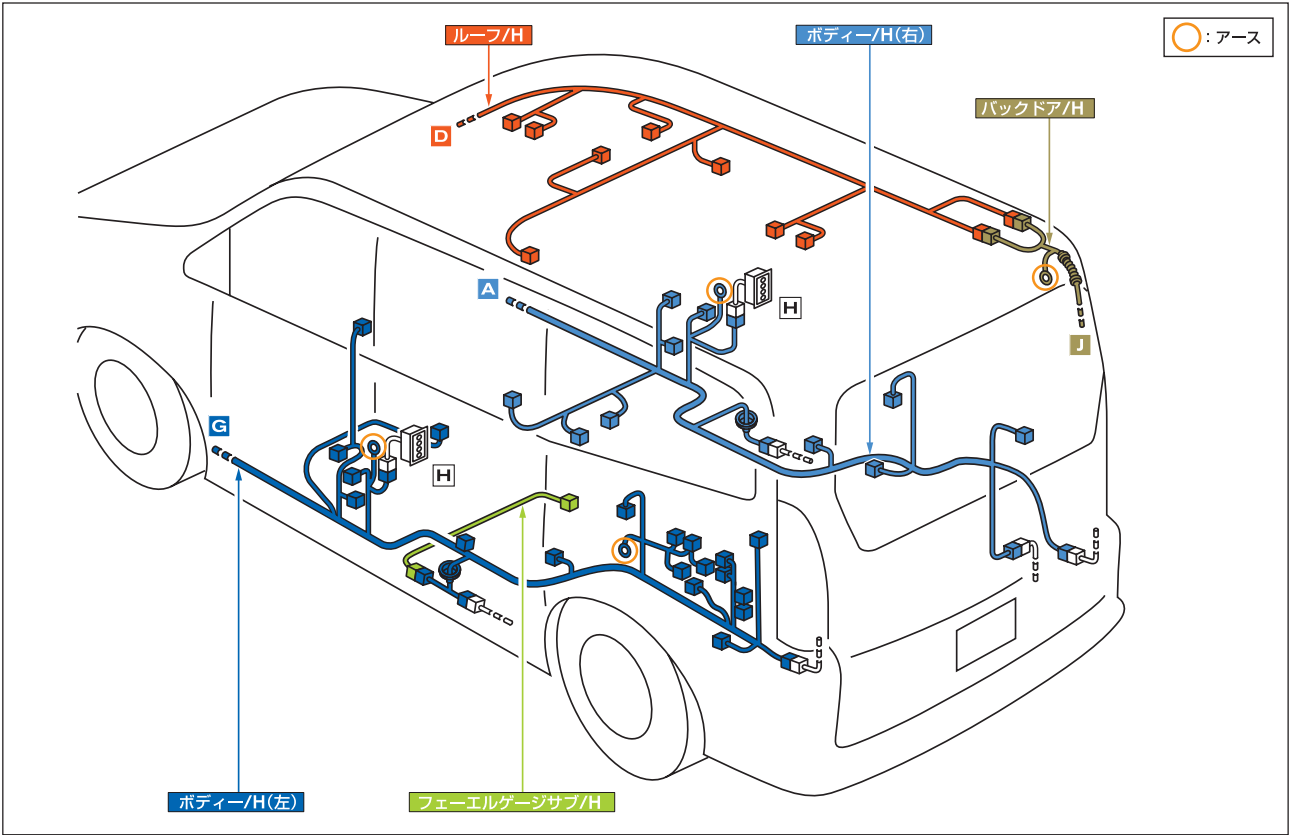 ルーフ/H
ボディー/H(右)
: アース
バックドア/H
D
A
H
J
G
H
ボディー/H(左)
フェーエルゲージサブ/H